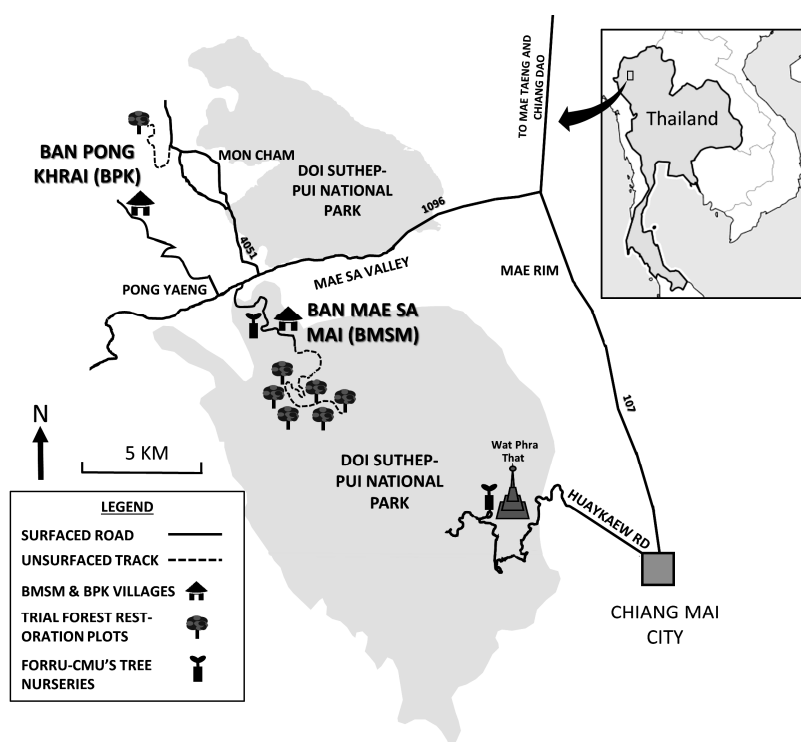 TO MAE TAENG AND
CHIANG DAO
Thailand
BAN PONG
KHRAI (BPK)
MON CHAM
DOI SUTHEP-
PUI NATIONAL
PARK
1096
4051
MAE SA VALLEY
MAE RIM
PONG YAENG
BAN MAE SA
MAI (BMSM)
107
N
5 KM
DOI SUTHEP-
PUI NATIONAL
PARK
Wat Phra
That
HUAYKAEW RD
CHIANG MAI
CITY
LEGEND
SURFACED ROAD
UNSURFACED TRACK
BMSM & BPK VILLAGES
TRIAL FOREST REST-
ORATION PLOTS
FORRU-CMU'S TREE
NURSERIES